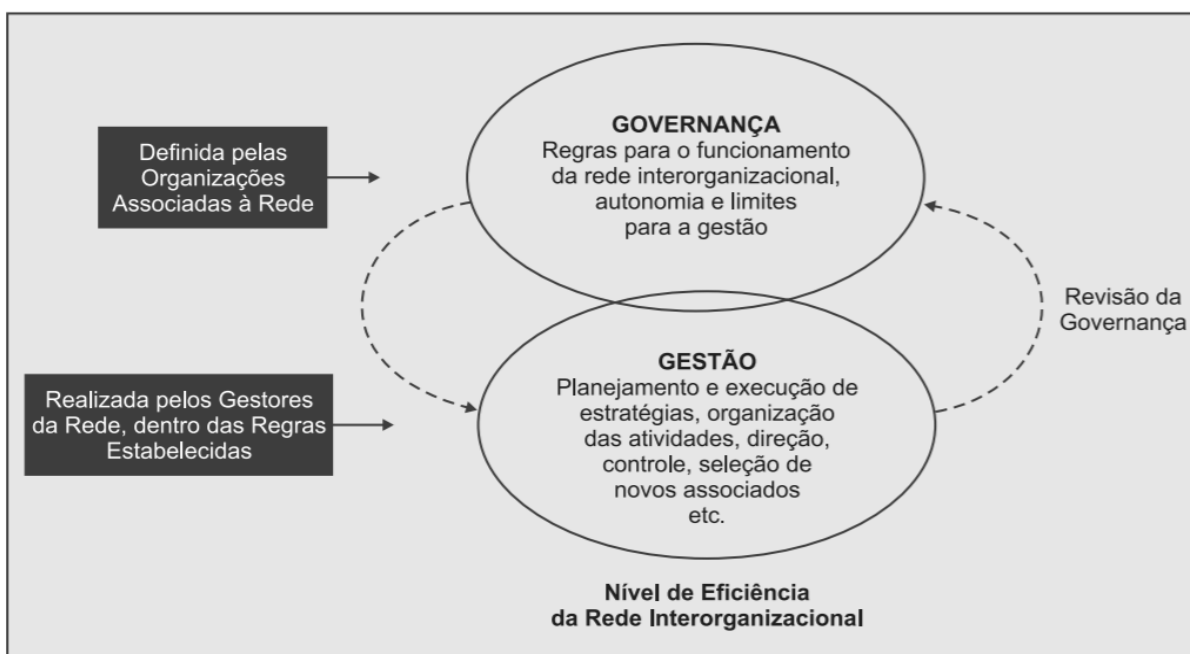 GOVERNANÇA
Regras para o funcionamento
da rede interorganizacional,
autonomia e limites
para a gestão
Definida pelas
Organizações
Associadas à Rede
Revisão da
Governança
GESTÃO
Planejamento e execução de
estratégias, organização
das atividades, direção,
controle, seleção de
novos associados
etc.
Realizada pelos Gestores
da Rede, dentro das Regras
Estabelecidas
Nível de Eficiência
da Rede Interorganizacional